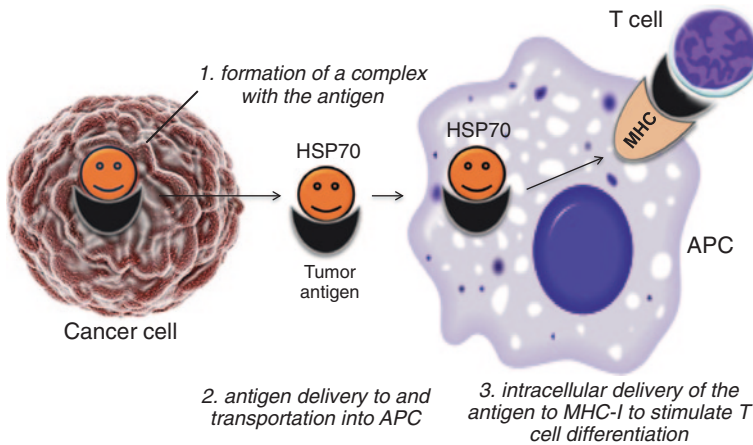 T cell
1. formation of a complex
with the antigen
MHC
HSP70
HSP70
Tumor
antigen
APC
Cancer cell
2. antigen delivery to and
transportation into APC
3. intracellular delivery of the
antigen to MHC-I to stimulate T
cell differentiation